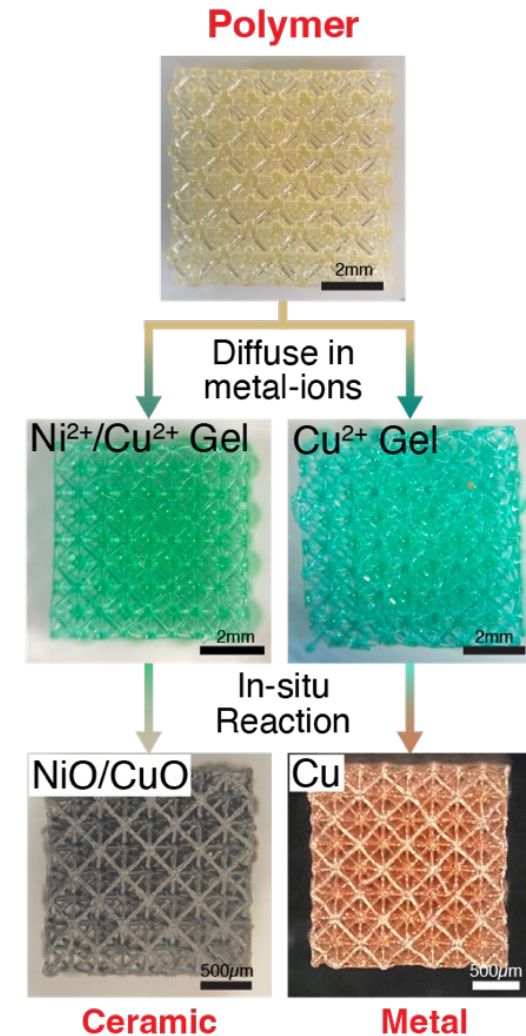 Polymer
2mm
Diffuse in
metal-ions
Ni²⁺/Cu²⁺ Gel
Cu²⁺ Gel
2mm
2mm
In-situ
Reaction
NiO/CuO
Cu
500µm
500µm
Ceramic
Metal